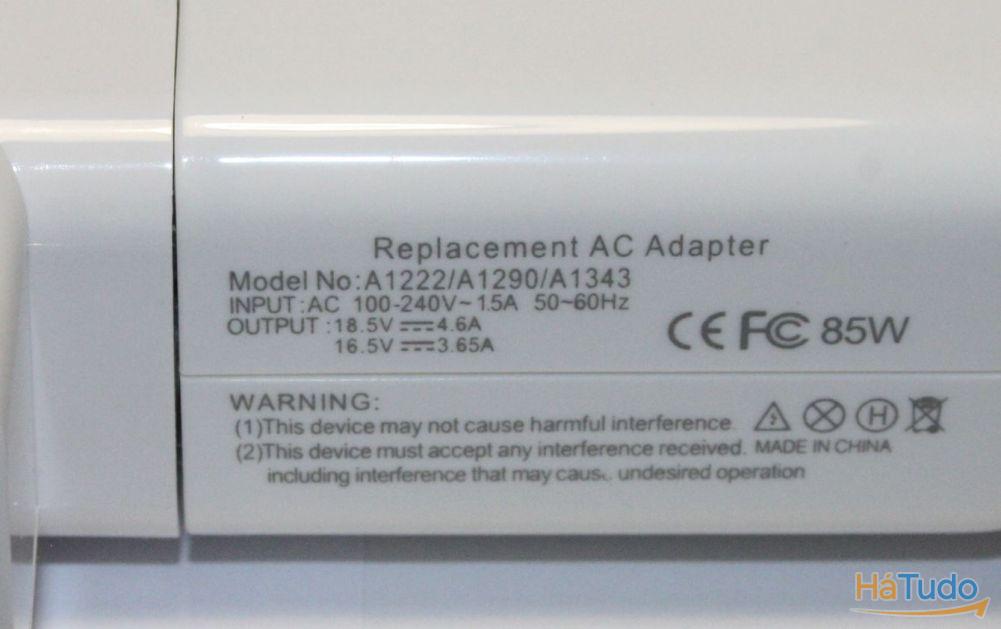 Replacement AC Adapter
Model No:A1222/A1290/A1343
INPUT:AC 100-240V~1.5A 50~60Hz
OUTPUT:18.5V⎓4.6A
16.5V⎓3.65A
CE FC 85W
WARNING:
(1)This device may not cause harmful interference.
(2)This device must accept any interference received. MADE IN CHINA
including interference that may cause undesired operation
H
HáTudo